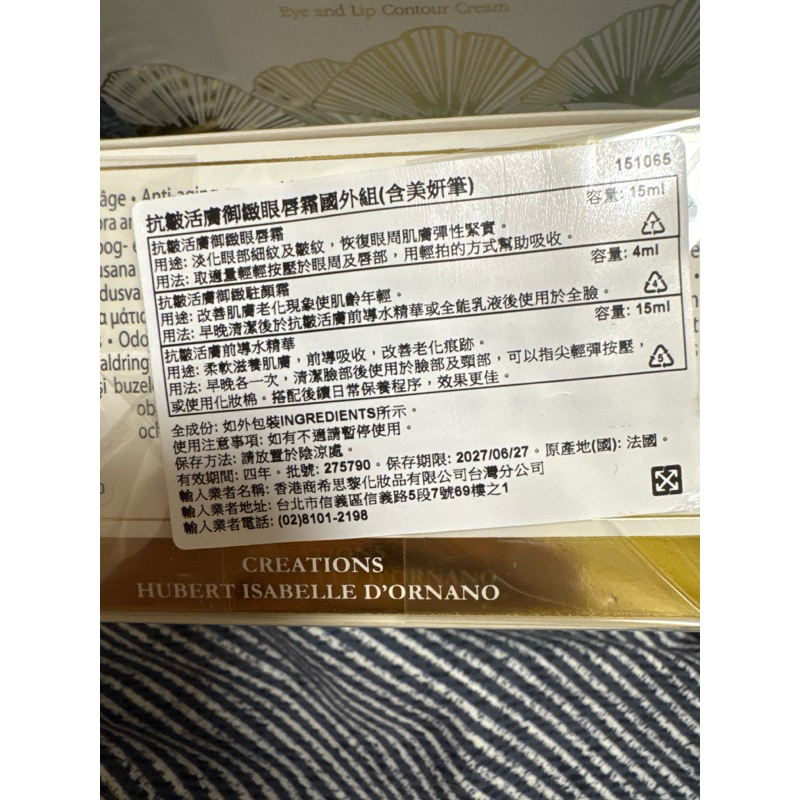 Eye and Lip Contour Cream
âge • Anti-aging
151065
抗皺活膚御緻眼唇霜國外組(含美妍筆)
抗皺活膚御緻眼唇霜
容量: 15ml
用途: 淡化眼部細紋及皺紋，恢復眼周肌膚彈性緊實。
用法: 取適量輕輕按壓於眼周及唇部，用輕拍的方式幫助吸收。
7
抗皺活膚御緻駐顏霜
容量: 4ml
用途: 改善肌膚老化現象使肌齡年輕。
用法: 早晚清潔後於抗皺活膚前導水精華或全能乳液後使用於全臉。
4
抗皺活膚前導水精華
容量: 15ml
用途: 柔軟滋養肌膚，前導吸收，改善老化痕跡。
用法: 早晚各一次，清潔臉部後使用於臉部及頸部，可以指尖輕彈按壓，
或使用化妝棉。搭配後續日常保養程序，效果更佳。
5
全成份: 如外包裝INGREDIENTS所示。
使用注意事項: 如有不適請暫停使用。
保存方法: 請放置於陰涼處。
有效期間: 四年。批號: 275790。保存期限: 2027/06/27。原產地(國): 法國。
輸入業者名稱: 香港商希思黎化妝品有限公司台灣分公司
輸入業者地址: 台北市信義區信義路5段7號69樓之1
輸入業者電話: (02)8101-2198
CREATIONS
HUBERT ISABELLE D'ORNANO